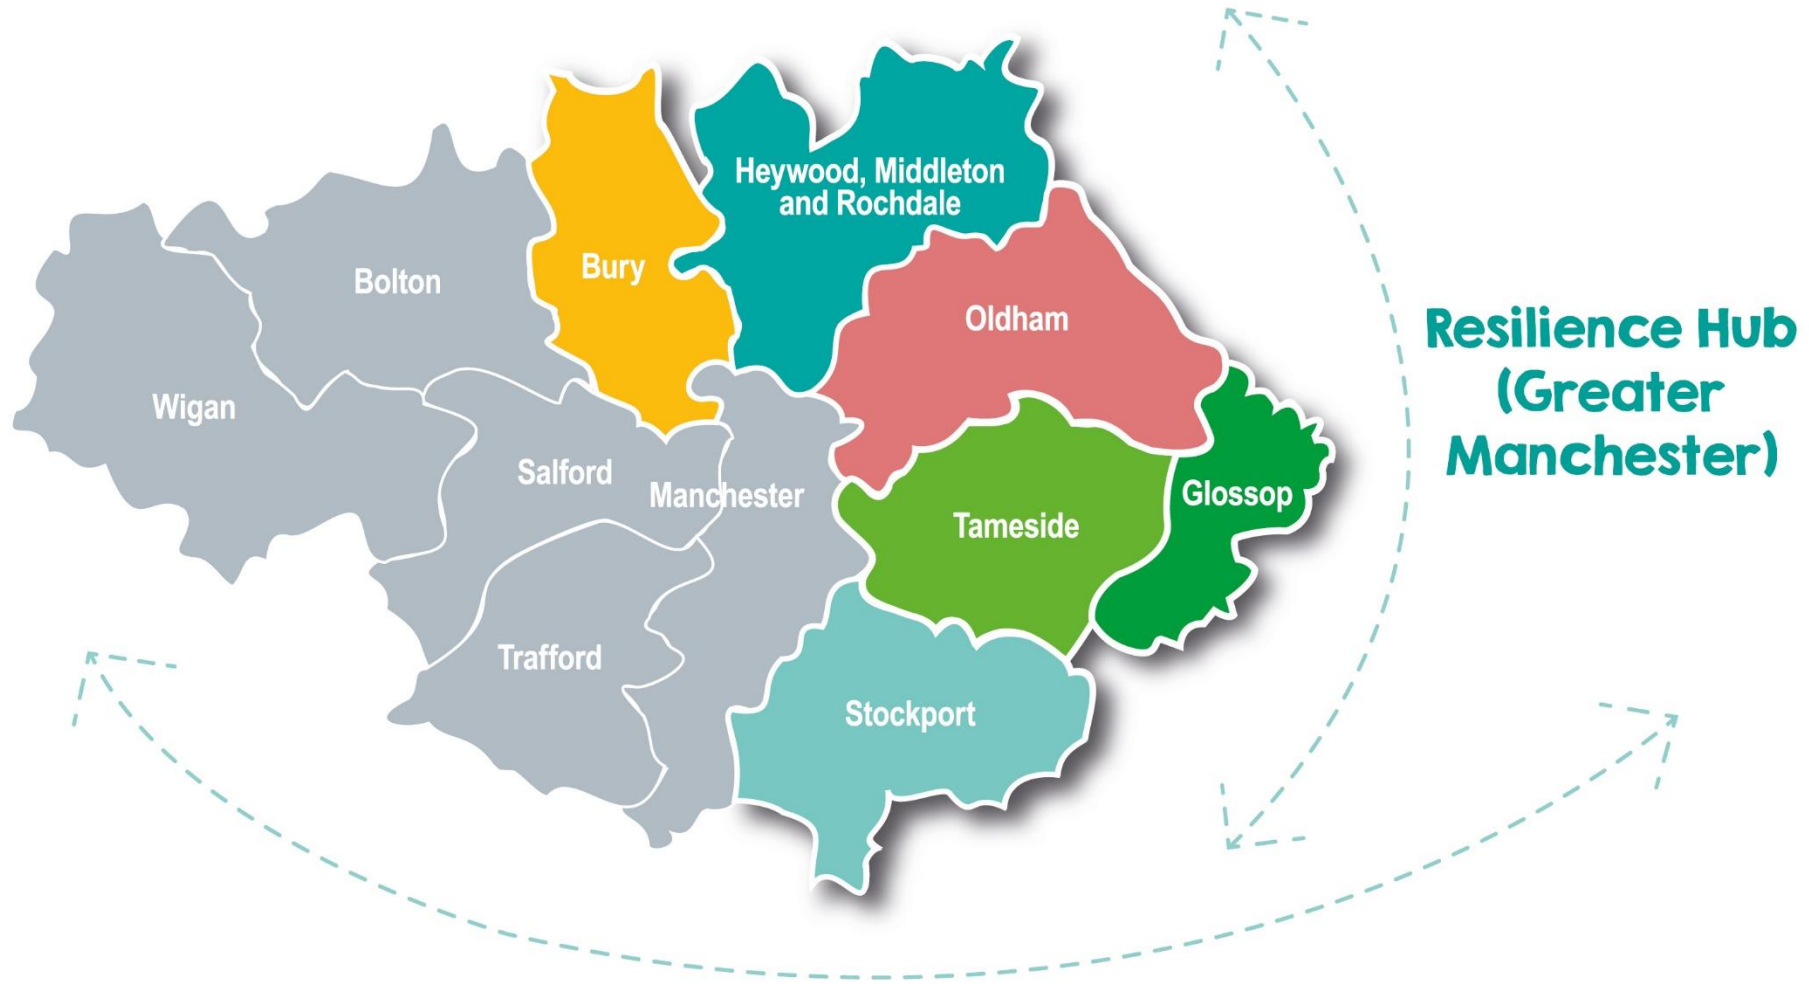 Heywood, Middleton
and Rochdale
Bury
Bolton
Oldham
Wigan
Salford
Manchester
Glossop
Tameside
Trafford
Stockport
Resilience Hub
(Greater
Manchester)